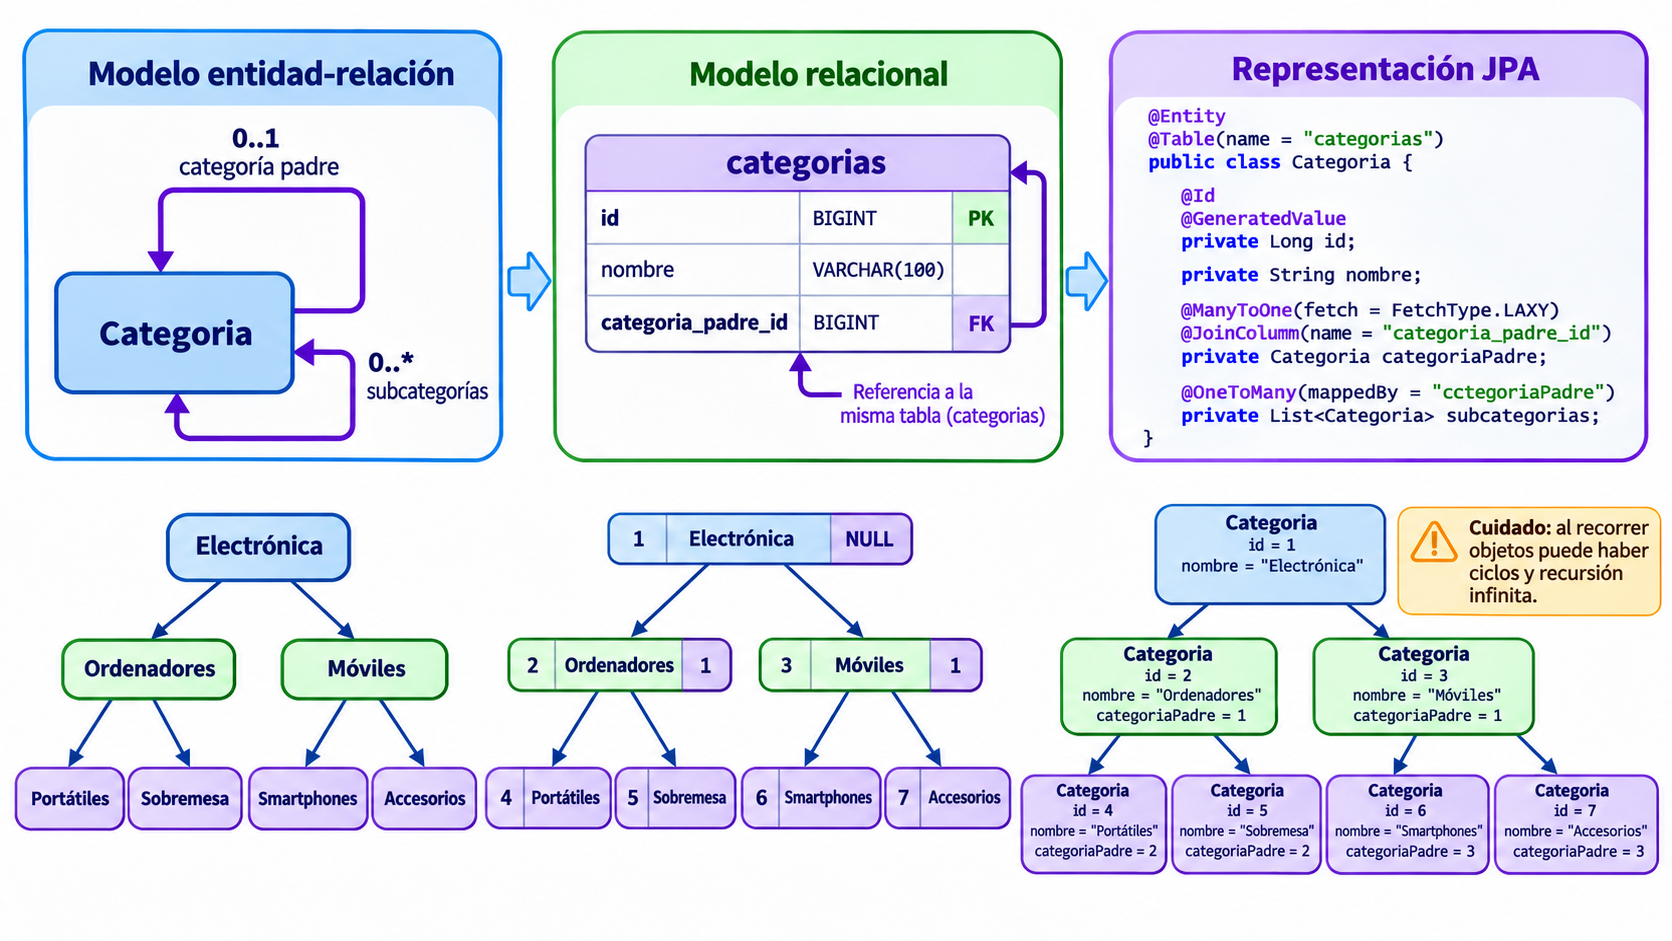 Modelo entidad-relación
0..1
categoría padre
Categoria
0..*
subcategorías
Modelo relacional
categorias
id BIGINT PK
nombre VARCHAR(100)
categoria_padre_id BIGINT FK
Referencia a la
misma tabla (categorias)
Representación JPA
@Entity
@Table(name = "categorias")
public class Categoria {
@Id
@GeneratedValue
private Long id;
private String nombre;
@ManyToOne(fetch = FetchType.LAXY)
@JoinColumm(name = "categoria_padre_id")
private Categoria categoriaPadre;
@OneToMany(mappedBy = "cctegoriaPadre")
private List<Categoria> subcategorias;
}
Electrónica
Ordenadores Móviles
Portátiles Sobremesa Smartphones Accesorios
1 Electrónica NULL
2 Ordenadores 1 3 Móviles 1
4 Portátiles 5 Sobremesa 6 Smartphones 7 Accesorios
Categoria
id = 1
nombre = "Electrónica"
Cuidado: al recorrer
objetos puede haber
ciclos y recursión
infinita.
Categoria
id = 2
nombre = "Ordenadores"
categoriaPadre = 1
Categoria
id = 3
nombre = "Móviles"
categoriaPadre = 1
Categoria
id = 4
nombre = "Portátiles"
categoriaPadre = 2
Categoria
id = 5
nombre = "Sobremesa"
categoriaPadre = 2
Categoria
id = 6
nombre = "Smartphones"
categoriaPadre = 3
Categoria
id = 7
nombre = "Accesorios"
categoriaPadre = 3